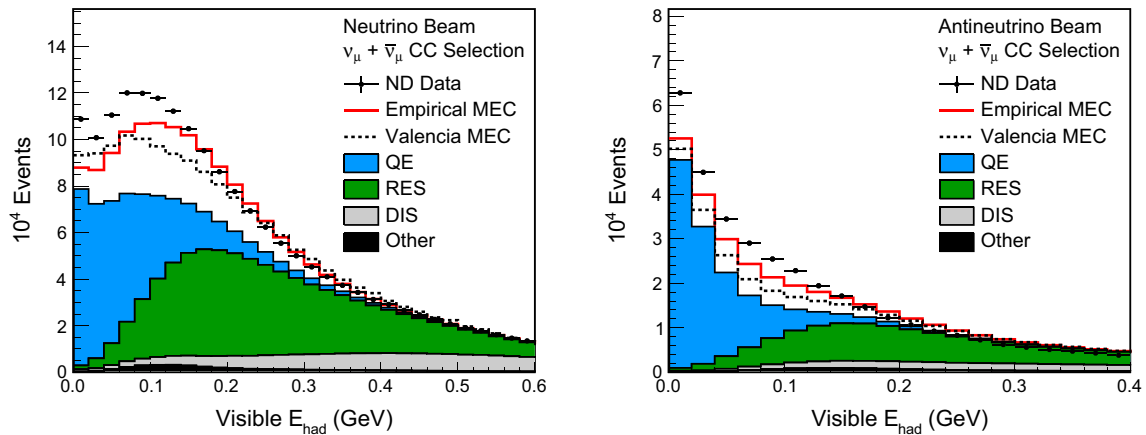 Neutrino Beam
νμ + ν̄μ CC Selection
ND Data
Empirical MEC
Valencia MEC
QE
RES
DIS
Other
10⁴ Events
14
12
10
8
6
4
2
0
0.0 0.1 0.2 0.3 0.4 0.5 0.6
Visible Ehad (GeV)
Antineutrino Beam
νμ + ν̄μ CC Selection
ND Data
Empirical MEC
Valencia MEC
QE
RES
DIS
Other
10⁴ Events
8
7
6
5
4
3
2
1
0
0.0 0.1 0.2 0.3 0.4
Visible Ehad (GeV)